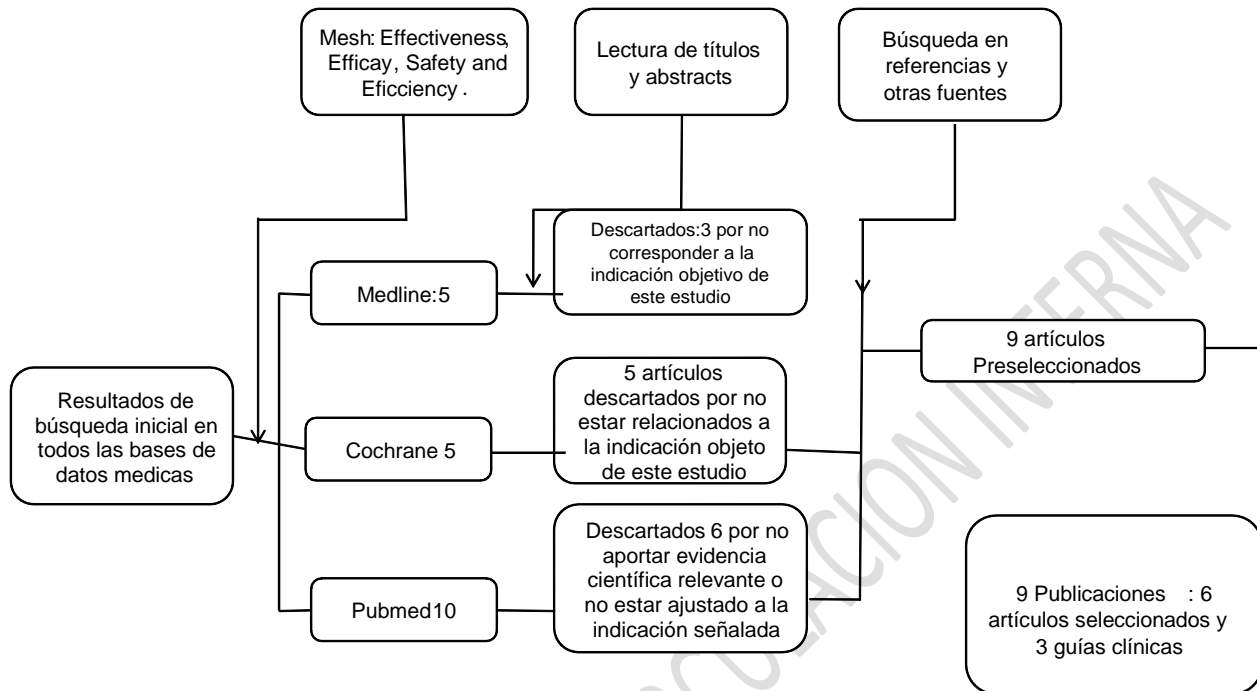 Mesh: Effectiveness,
Efficay, Safety and
Eficciency.
Lectura de títulos
y abstracts
Búsqueda en
referencias y
otras fuentes
Descartados:3 por no
corresponder a la
indicación objetivo de
este estudio
Medline:5
9 artículos
Preseleccionados
Resultados de
búsqueda inicial en
todos las bases de
datos medicas
Cochrane 5
5 artículos
descartados por no
estar relacionados a
la indicación objeto
de este estudio
Pubmed10
Descartados 6 por no
aportar evidencia
científica relevante o
no estar ajustado a la
indicación señalada
9 Publicaciones : 6
artículos seleccionados y
3 guías clínicas
INTERNA